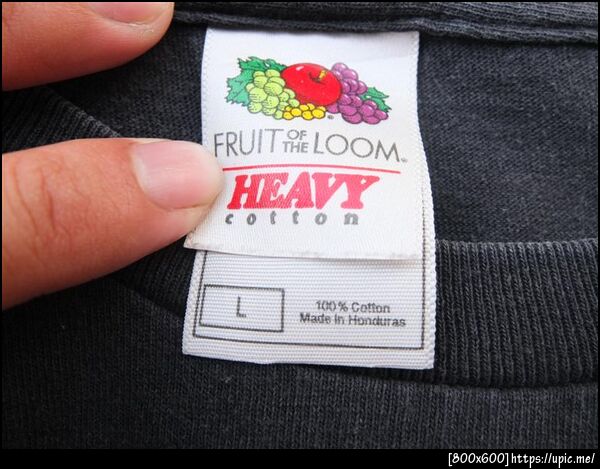 FRUIT OF THE LOOM®
HEAVY
cotton
L
100% Cotton
Made in Honduras
[800x600]https://upic.me/